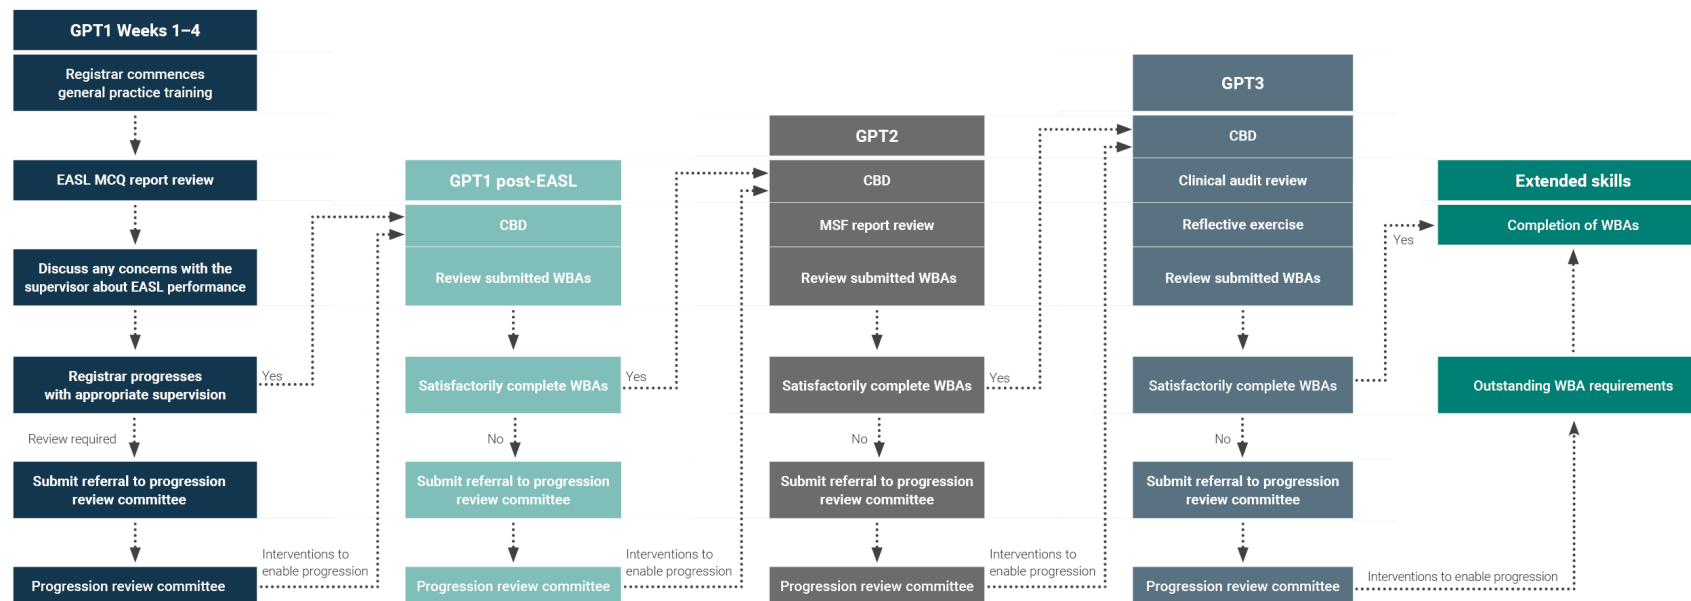 GPT1 Weeks 1–4
Registrar commences
general practice training
EASL MCQ report review
Discuss any concerns with the
supervisor about EASL performance
Registrar progresses
with appropriate supervision
Yes
Review required
Submit referral to progression
review committee
Progression review committee
Interventions to
enable progression
GPT1 post-EASL
CBD
Review submitted WBAs
Satisfactorily complete WBAs
Yes
No
Submit referral to progression
review committee
Progression review committee
Interventions to
enable progression
GPT2
CBD
MSF report review
Review submitted WBAs
Satisfactorily complete WBAs
Yes
No
Submit referral to progression
review committee
Progression review committee
Interventions to
enable progression
GPT3
CBD
Clinical audit review
Reflective exercise
Review submitted WBAs
Satisfactorily complete WBAs
Yes
No
Submit referral to progression
review committee
Progression review committee
Interventions to enable progression
Extended skills
Completion of WBAs
Outstanding WBA requirements